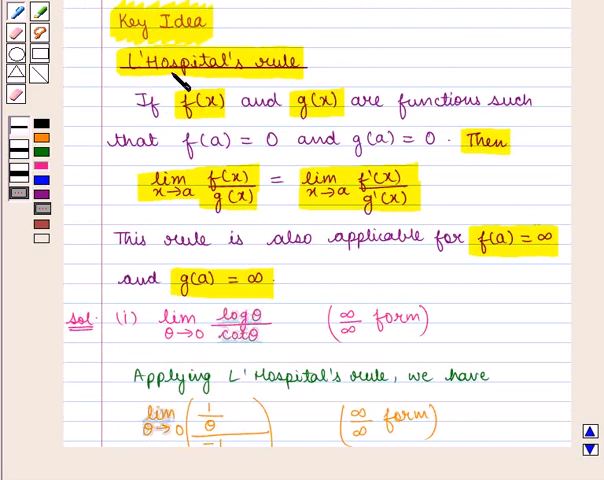 Key Idea
L'Hospital's rule
If f(x) and g(x) are functions such
that f(a) = 0 and g(a) = 0. Then
lim x→a f(x)/g(x) = lim x→a f'(x)/g'(x)
This rule is also applicable for f(a) = ∞
and g(a) = ∞
Sol. (i) lim θ→0 logθ/cotθ (∞/∞ form)
Applying L'Hospital's rule, we have
lim θ→0 (1/θ / -1 (∞/∞ form)